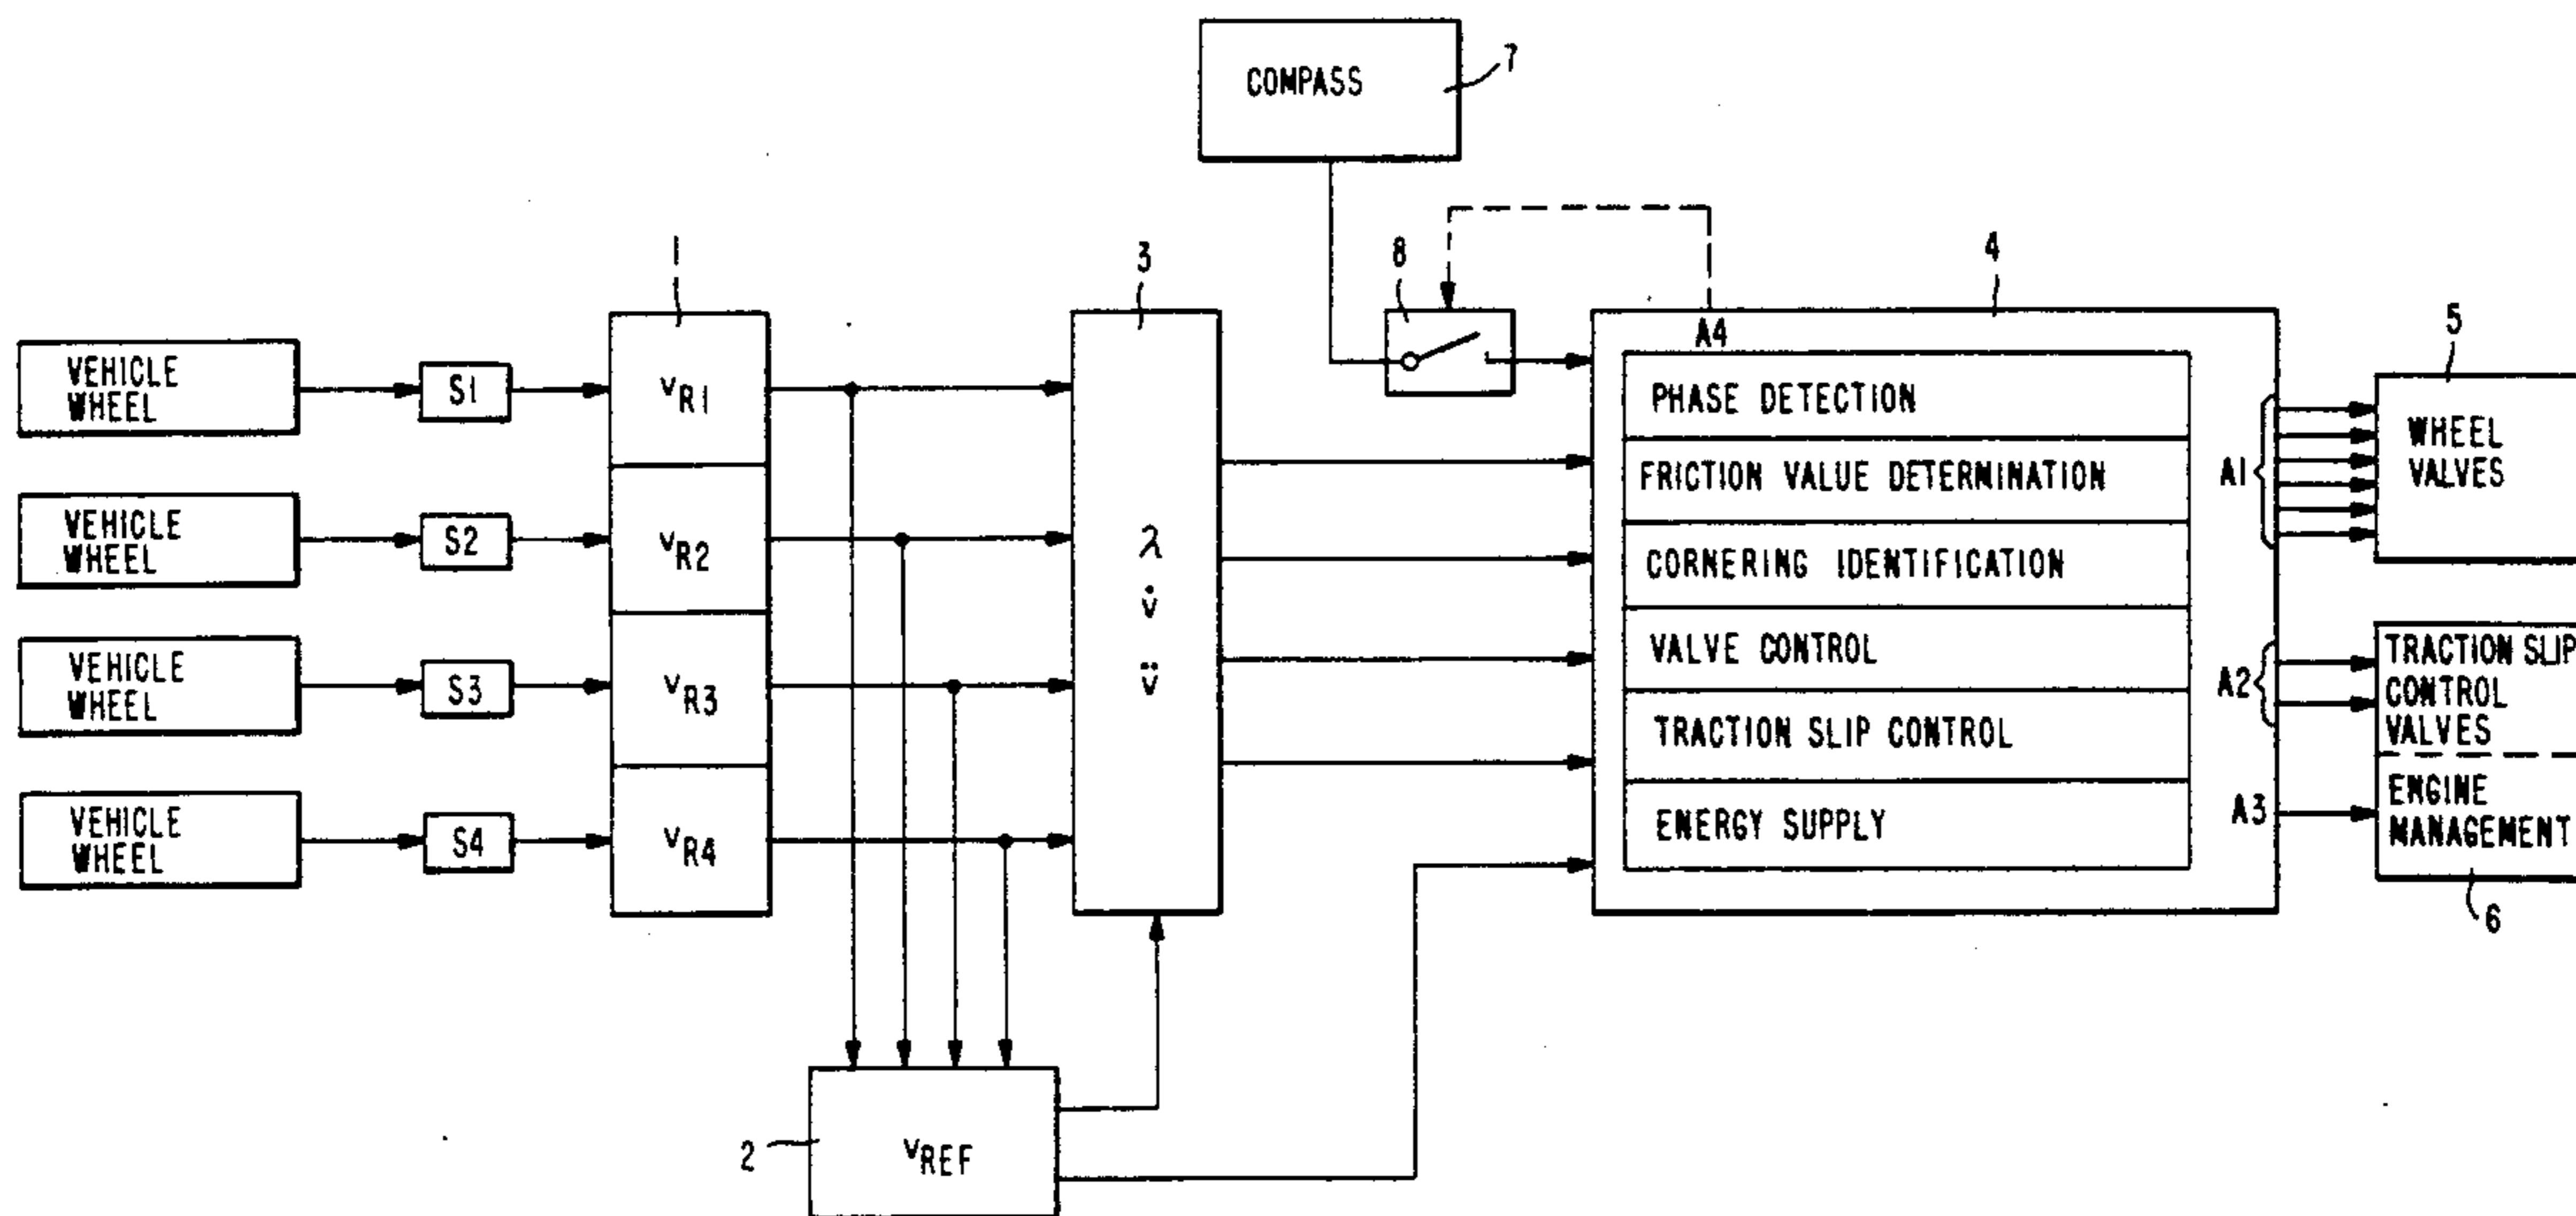 COMPASS
7
1
3
8
4
A4
5
VEHICLE
WHEEL
S1
vR1
VEHICLE
WHEEL
S2
vR2
VEHICLE
WHEEL
S3
vR3
VEHICLE
WHEEL
S4
vR4
λ
v̇
v̈
PHASE DETECTION
FRICTION VALUE DETERMINATION
CORNERING IDENTIFICATION
VALVE CONTROL
TRACTION SLIP CONTROL
ENERGY SUPPLY
A1
WHEEL
VALVES
A2
TRACTION SLIP
CONTROL
VALVES
A3
ENGINE
MANAGEMENT
6
2
vREF